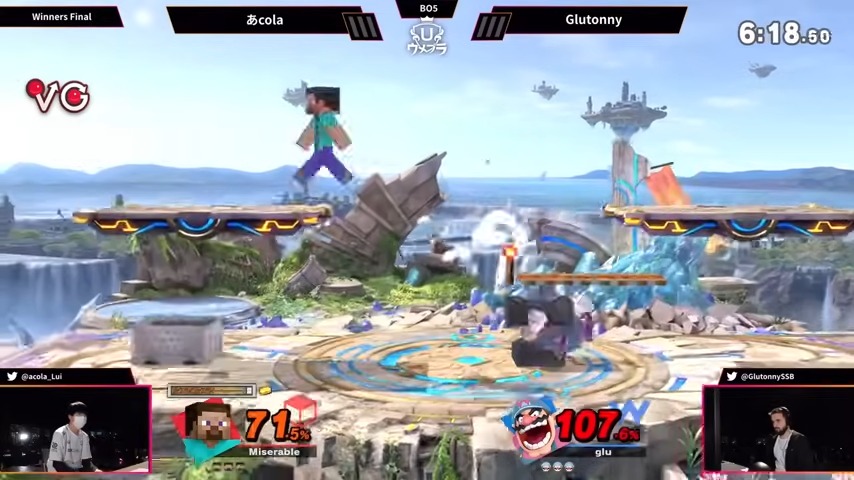 Winners Final
あcola
BO5
Glutonny
U
ウメブラ
6:18.50
VG
@acola_Lui
@GlutonnySSB
71.5%
Miserable
107.6%
glu